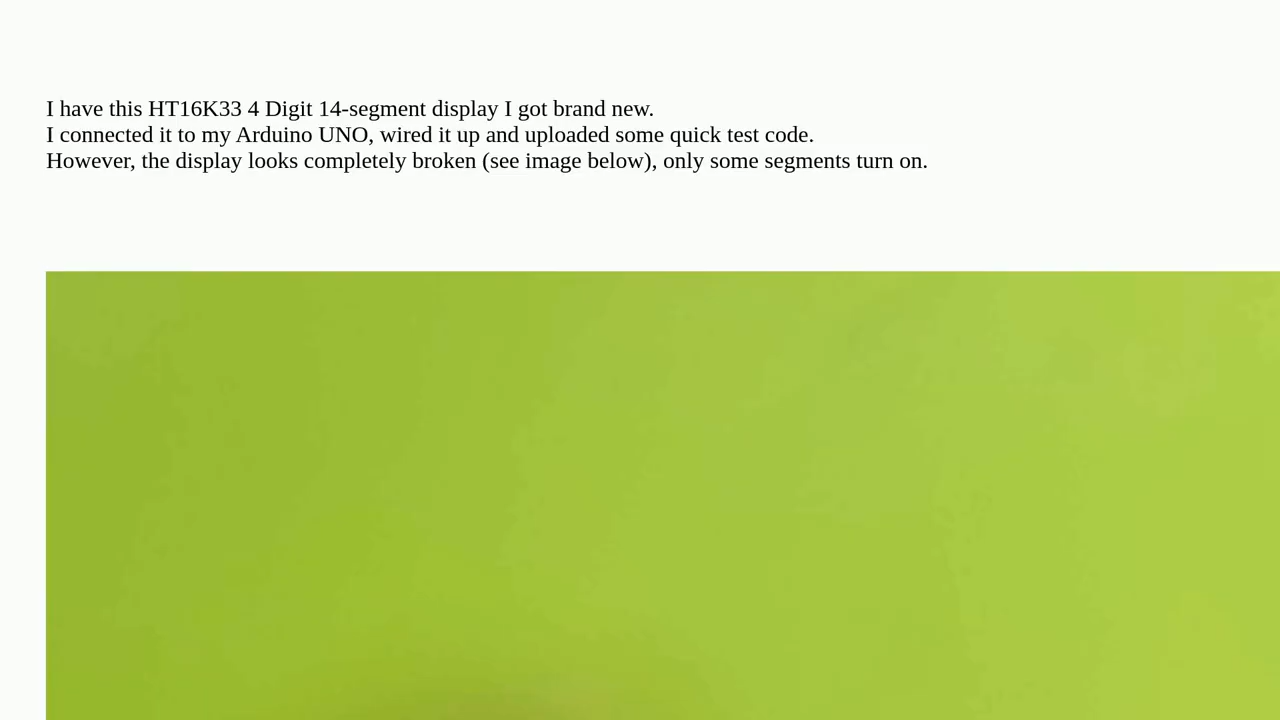 I have this HT16K33 4 Digit 14-segment display I got brand new.
I connected it to my Arduino UNO, wired it up and uploaded some quick test code.
However, the display looks completely broken (see image below), only some segments turn on.